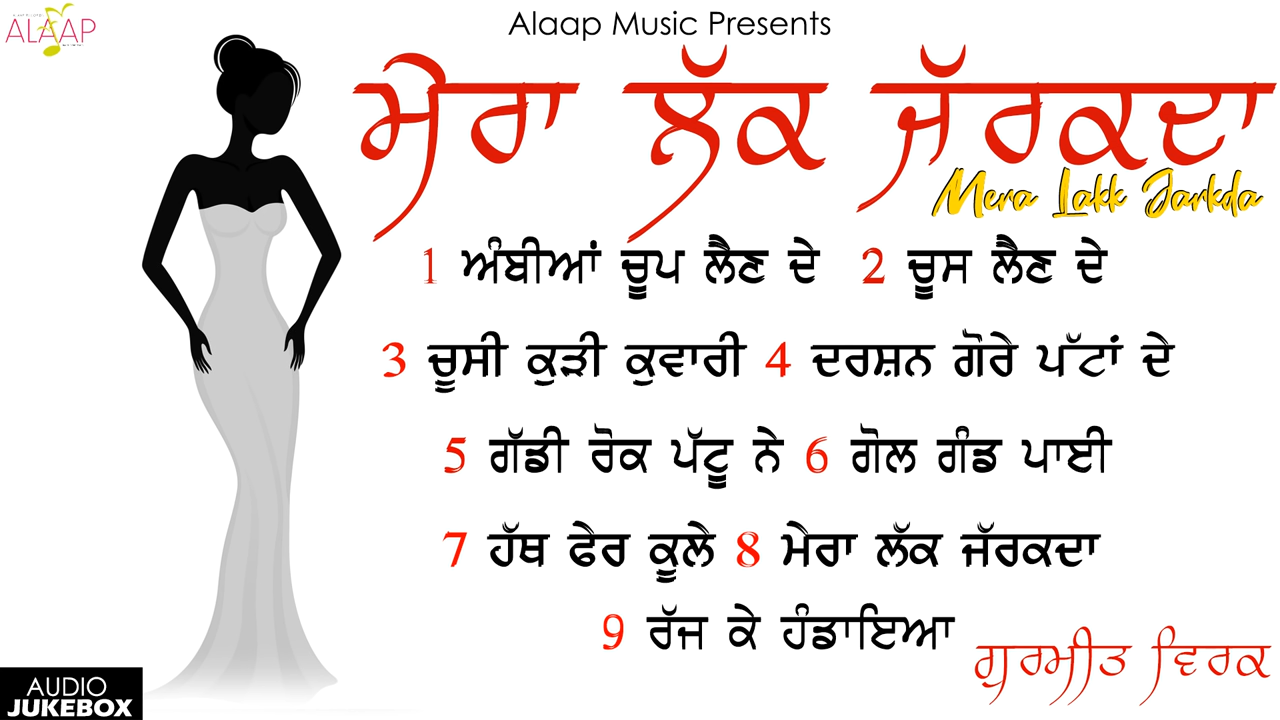 ALAAP
Alaap Music Presents
ਮੇਰਾ ਲੱਕ ਜੱਰਕਦਾ
Mera Lakk Jarkda
1 ਅੰਬੀਆਂ ਚੂਪ ਲੈਣ ਦੇ 2 ਚੂਸ ਲੈਣ ਦੇ
3 ਚੂਸੀ ਕੁੜੀ ਕੁਵਾਰੀ 4 ਦਰਸ਼ਨ ਗੋਰੇ ਪੱਟਾਂ ਦੇ
5 ਗੱਡੀ ਰੋਕ ਪੱਟੂ ਨੇ 6 ਗੋਲ ਗੰਡ ਪਾਈ
7 ਹੱਥ ਫੇਰ ਕੂਲੇ 8 ਮੇਰਾ ਲੱਕ ਜੱਰਕਦਾ
9 ਰੱਜ ਕੇ ਹੰਡਾਇਆ
ਗੁਰਮੀਤ ਵਿਰਕ
AUDIO
JUKEBOX